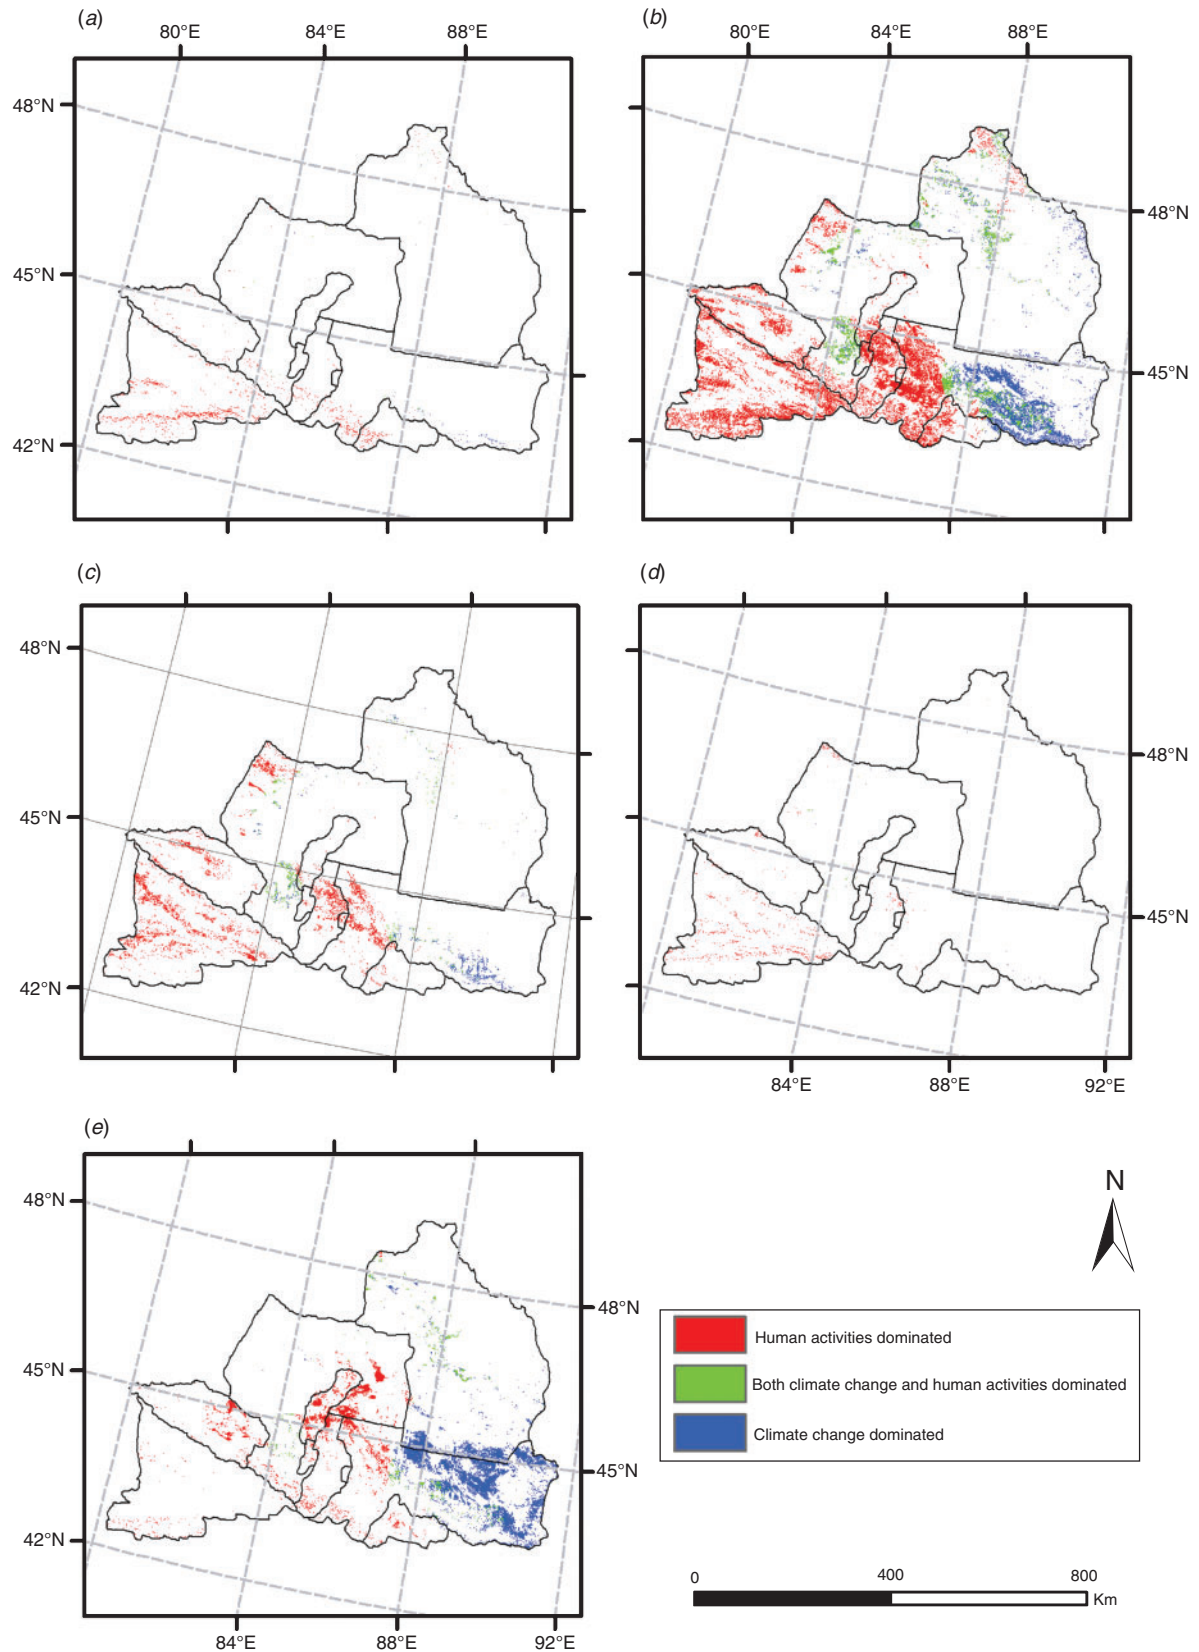 (a)
(b)
80°E 84°E 88°E
80°E 84°E 88°E
48°N
45°N
42°N
48°N
45°N
(c)
(d)
48°N
45°N
42°N
48°N
45°N
84°E 88°E 92°E
(e)
48°N
45°N
42°N
48°N
45°N
84°E 88°E 92°E
N
Human activities dominated
Both climate change and human activities dominated
Climate change dominated
0 400 800
Km